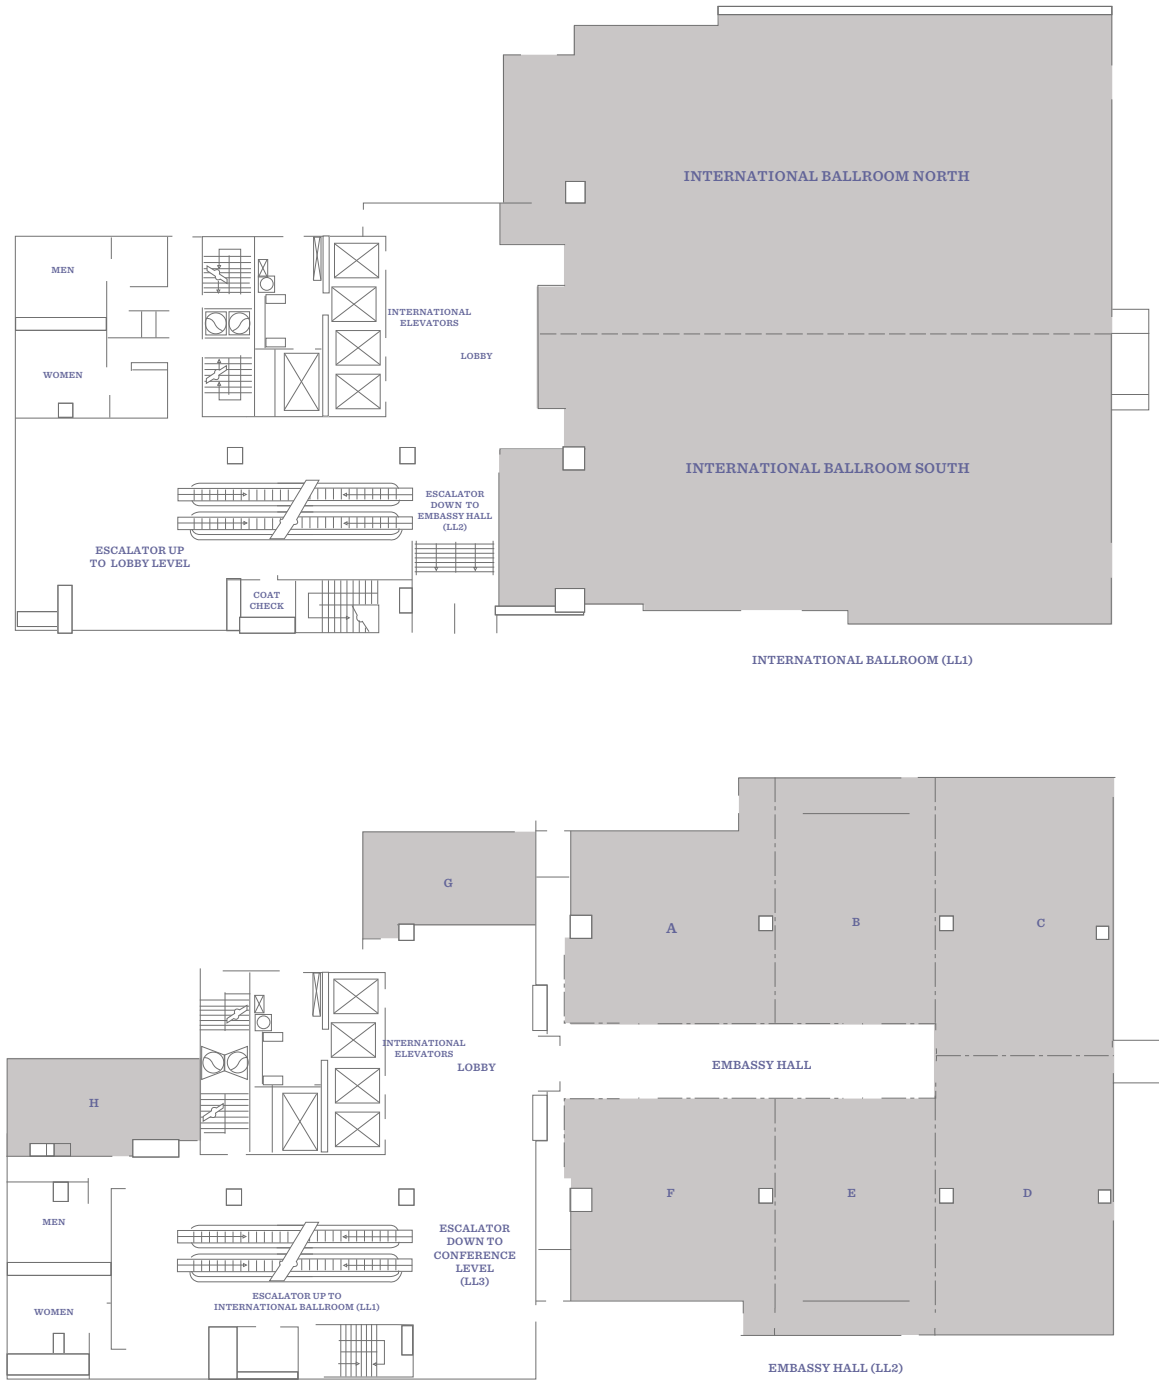 INTERNATIONAL BALLROOM NORTH
MEN
INTERNATIONAL
ELEVATORS
LOBBY
WOMEN
INTERNATIONAL BALLROOM SOUTH
ESCALATOR
DOWN TO
EMBASSY HALL
(LL2)
ESCALATOR UP
TO LOBBY LEVEL
COAT
CHECK
INTERNATIONAL BALLROOM (LL1)
G
A
B
C
INTERNATIONAL
ELEVATORS
LOBBY
EMBASSY HALL
H
F
E
D
MEN
ESCALATOR
DOWN TO
CONFERENCE
LEVEL
(LL3)
ESCALATOR UP TO
INTERNATIONAL BALLROOM (LL1)
WOMEN
EMBASSY HALL (LL2)